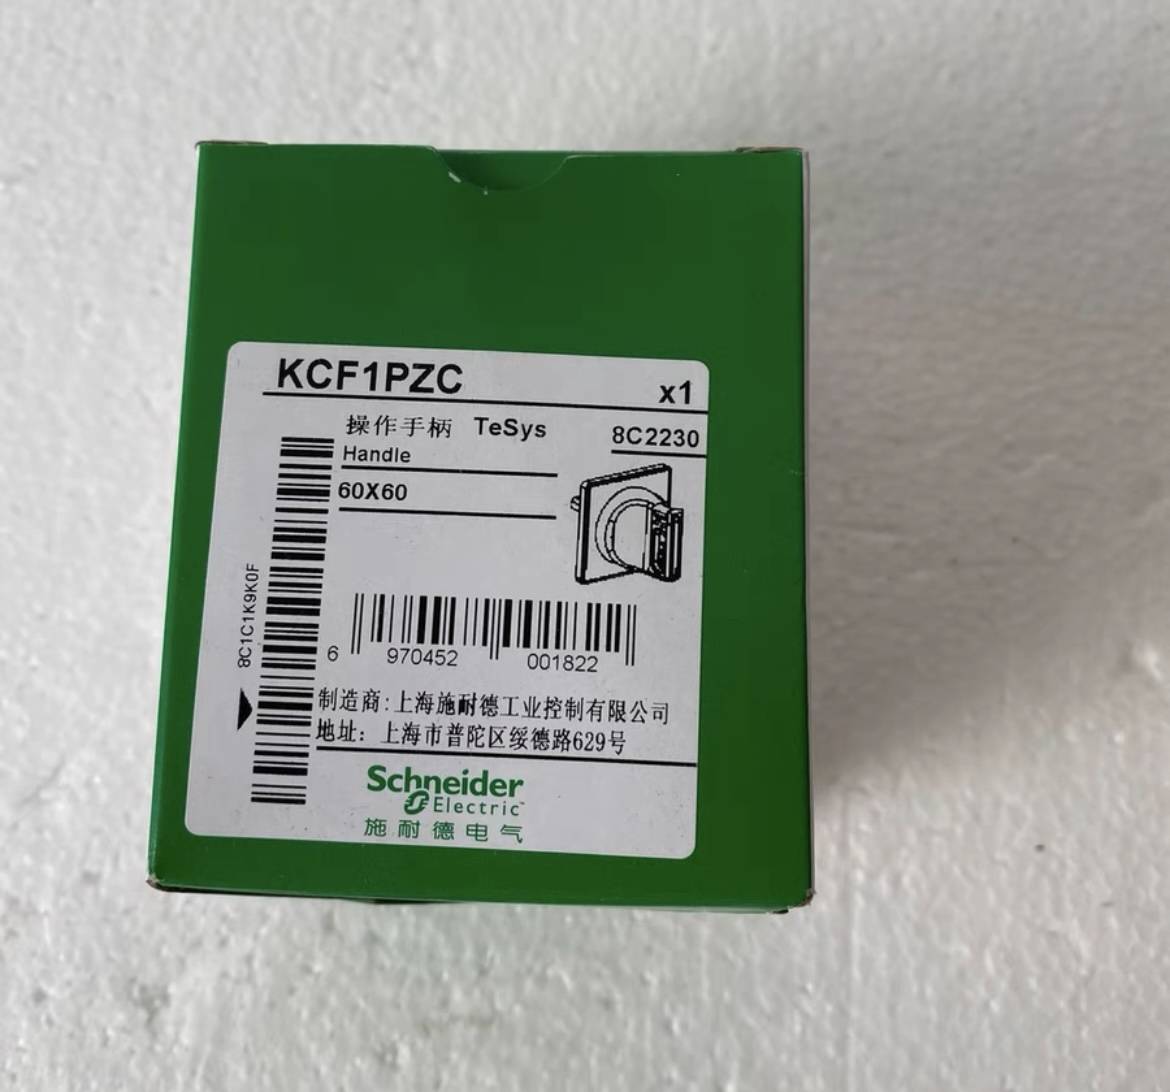 KCF1PZC
x1
操作手柄 TeSys
8C2230
Handle
60X60
8C1C1K9K0F
6 970452 001822
制造商:上海施耐德工业控制有限公司
地址: 上海市普陀区绥德路629号
Schneider
Electric
施耐德电气